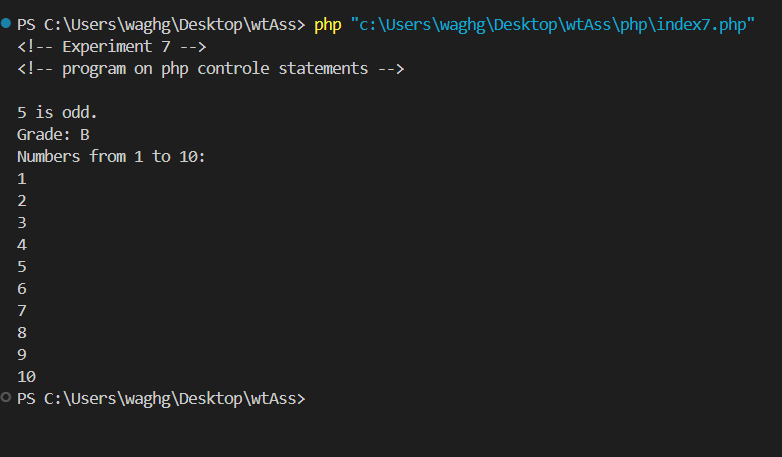 PS C:\Users\waghg\Desktop\wtAss> php "c:\Users\waghg\Desktop\wtAss\php\index7.php"
<!-- Experiment 7 -->
<!-- program on php controle statements -->
5 is odd.
Grade: B
Numbers from 1 to 10:
1
2
3
4
5
6
7
8
9
10
PS C:\Users\waghg\Desktop\wtAss>